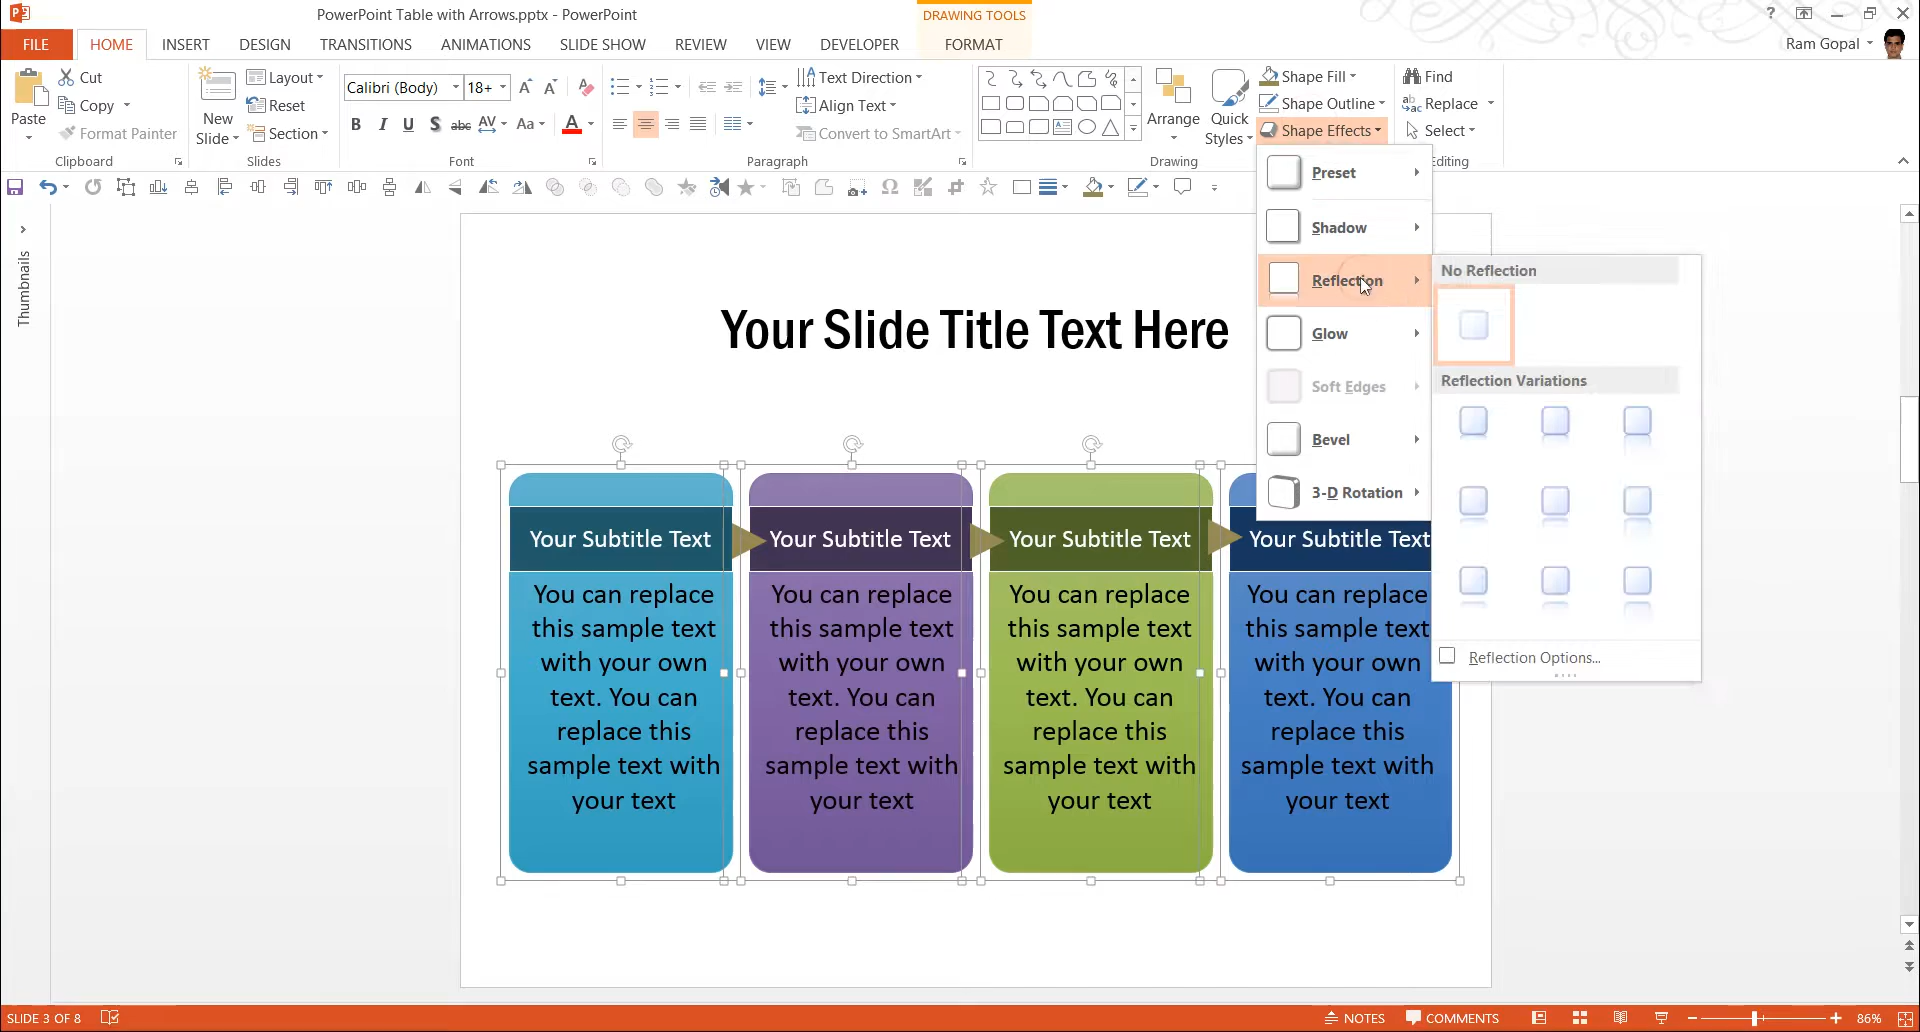 PowerPoint Table with Arrows.pptx - PowerPoint
DRAWING TOOLS
?
FILE HOME INSERT DESIGN TRANSITIONS ANIMATIONS SLIDE SHOW REVIEW VIEW DEVELOPER FORMAT
Ram Gopal
Paste
Cut
Copy
Format Painter
Clipboard
New
Slide
Layout
Reset
Section
Slides
Calibri (Body) 18+
B I U S abc AV Aa A
Font
Text Direction
Align Text
Convert to SmartArt
Paragraph
Arrange
Quick
Styles
Shape Fill
Shape Outline
Shape Effects
Drawing
Find
Replace
Select
Editing
Preset
Shadow
Reflection
Glow
Soft Edges
Bevel
3-D Rotation
No Reflection
Reflection Variations
Reflection Options...
Thumbnails
Your Slide Title Text Here
Your Subtitle Text
You can replace
this sample text
with your own
text. You can
replace this
sample text with
your text
Your Subtitle Text
You can replace
this sample text
with your own
text. You can
replace this
sample text with
your text
Your Subtitle Text
You can replace
this sample text
with your own
text. You can
replace this
sample text with
your text
Your Subtitle Text
You can replace
this sample text
with your own
text. You can
replace this
sample text with
your text
SLIDE 3 OF 8
NOTES
COMMENTS
86%